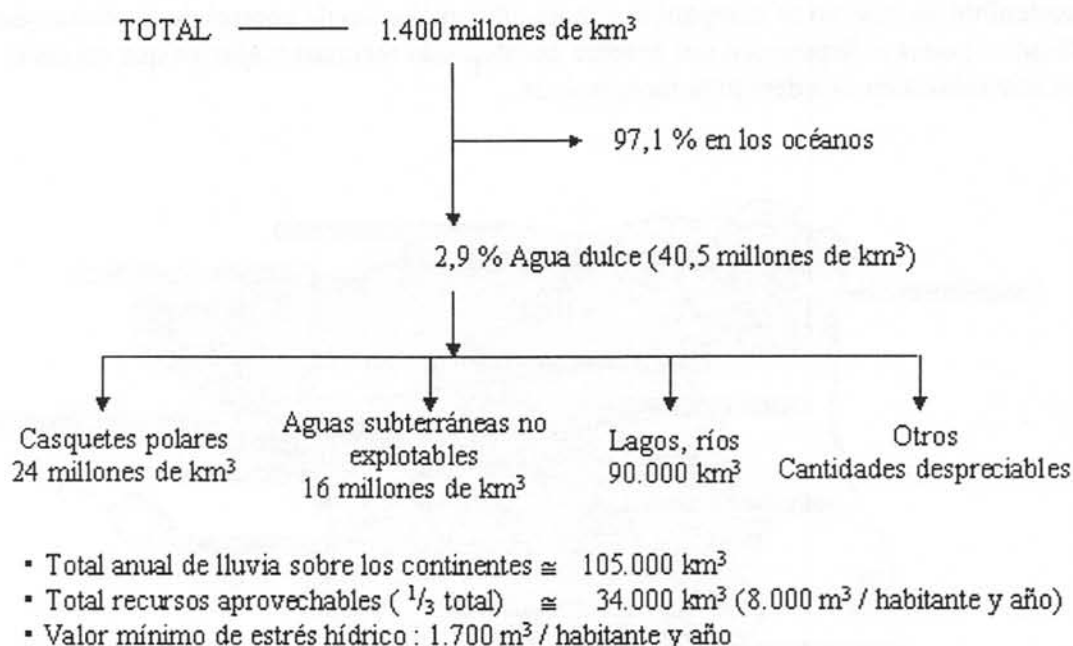 TOTAL 1.400 millones de km³
97,1 % en los océanos
2,9 % Agua dulce (40,5 millones de km³)
Casquetes polares
24 millones de km³
Aguas subterráneas no
explotables
16 millones de km³
Lagos, ríos
90.000 km³
Otros
Cantidades despreciables
▪ Total anual de lluvia sobre los continentes ≅ 105.000 km³
▪ Total recursos aprovechables ( 1/3 total) ≅ 34.000 km³ (8.000 m³ / habitante y año)
▪ Valor mínimo de estrés hídrico : 1.700 m³ / habitante y año